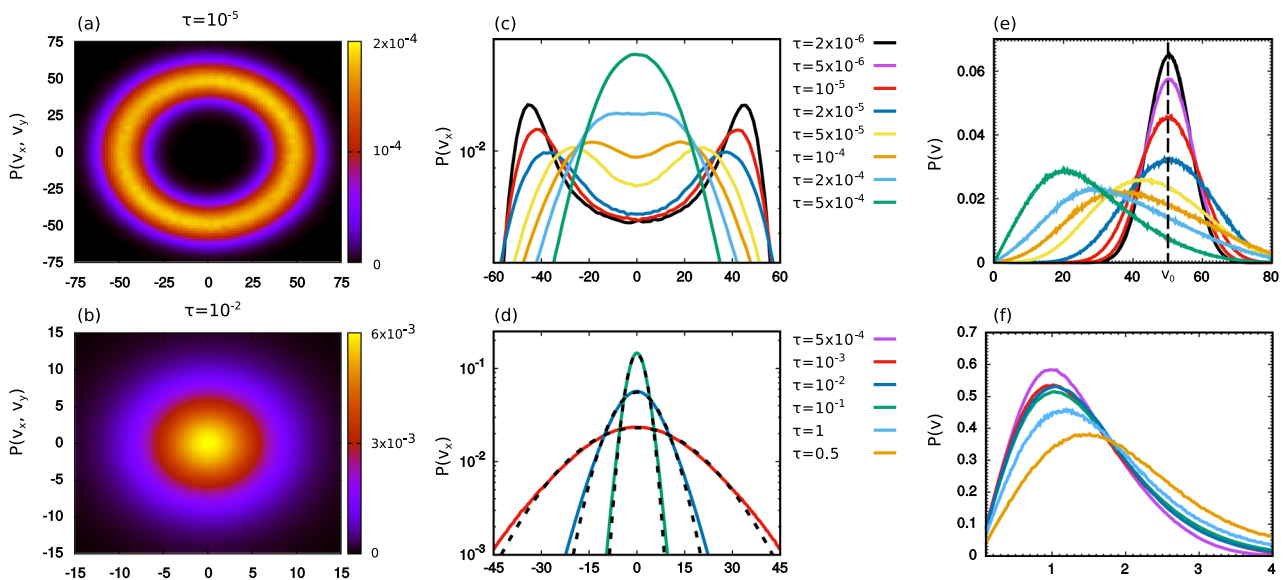 (a)
τ=10-5
75
50
25
0
-25
-50
-75
P(vx, vy)
-75 -50 -25 0 25 50 75
2x10-4
10-4
0
(c)
P(vx)
10-2
-60 -40 -20 0 20 40 60
τ=2x10-6
τ=5x10-6
τ=10-5
τ=2x10-5
τ=5x10-5
τ=10-4
τ=2x10-4
τ=5x10-4
(e)
P(v)
0.06
0.04
0.02
0
0 20 40 v0 60 80
(b)
τ=10-2
15
10
5
0
-5
-10
-15
P(vx, vy)
-15 -10 -5 0 5 10 15
6x10-3
3x10-3
0
(d)
P(vx)
10-1
10-2
10-3
-45 -30 -15 0 15 30 45
τ=5x10-4
τ=10-3
τ=10-2
τ=10-1
τ=1
τ=0.5
(f)
P(v)
0.7
0.6
0.5
0.4
0.3
0.2
0.1
0
1 2 3 4